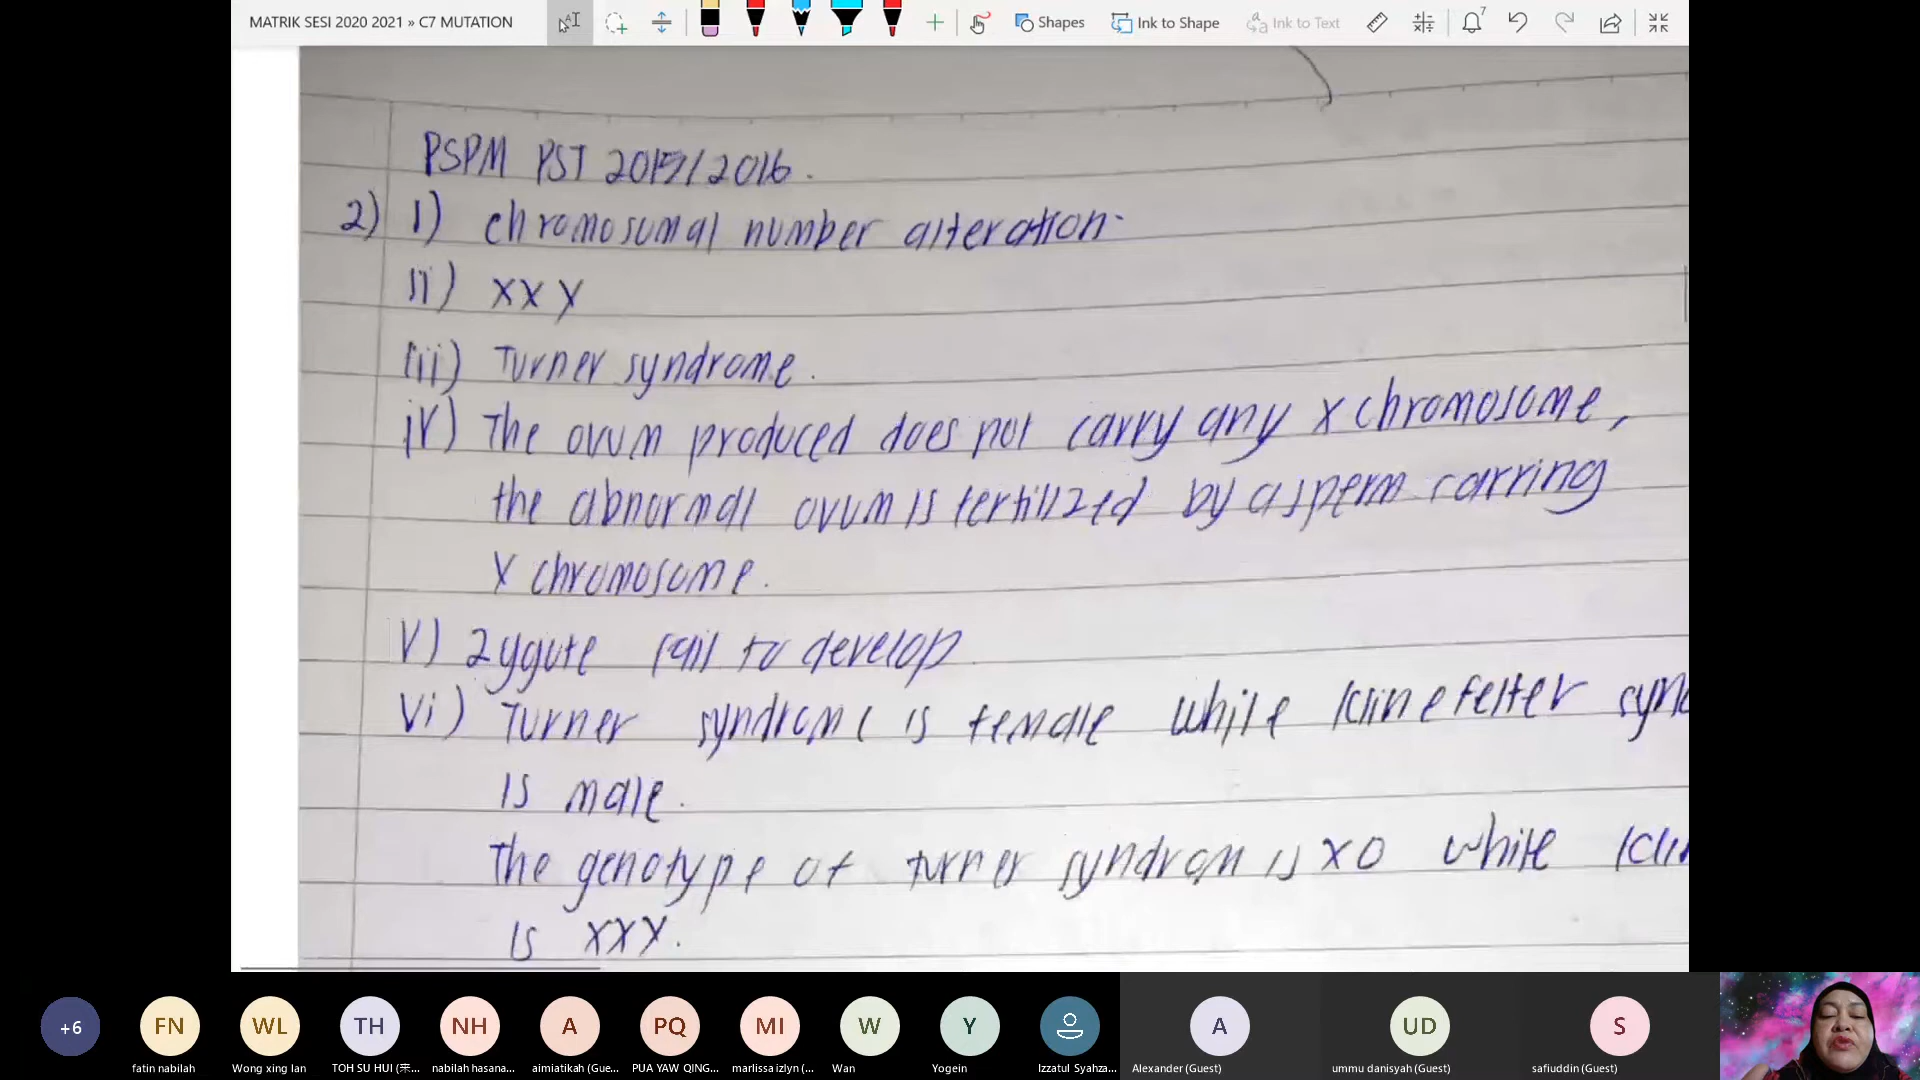 MATRIK SESI 2020 2021 » C7 MUTATION
Shapes
Ink to Shape
Ink to Text
7
PSPM PST 2015/2016.
2) i) chromosomal number alteration.
ii) XXY
iii) Turner syndrome.
iv) The ovum produced does not carry any X chromosome,
the abnormal ovum is fertilized by a sperm carring
X chromosome.
v) zygote fail to develop
vi) Turner syndrome is female while klinefelter synd
is male.
The genotype of turner syndrom is XO while klin
is XXY.
+6
FN
WL
TH
NH
A
PQ
MI
W
Y
A
UD
S
fatin nabilah
Wong xing lan
TOH SU HUI (宋...
nabilah hasana...
aimiatikah (Gue...
PUA YAW QING...
marlissa izlyn (...
Wan
Yogein
Izzatul Syahza...
Alexander (Guest)
ummu danisyah (Guest)
safiuddin (Guest)